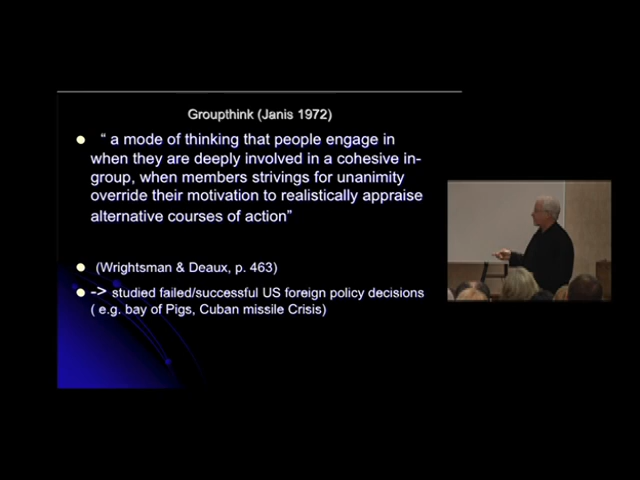 Groupthink (Janis 1972)
“ a mode of thinking that people engage in
when they are deeply involved in a cohesive in-
group, when members strivings for unanimity
override their motivation to realistically appraise
alternative courses of action”
(Wrightsman & Deaux, p. 463)
-> studied failed/successful US foreign policy decisions
( e.g. bay of Pigs, Cuban missile Crisis)